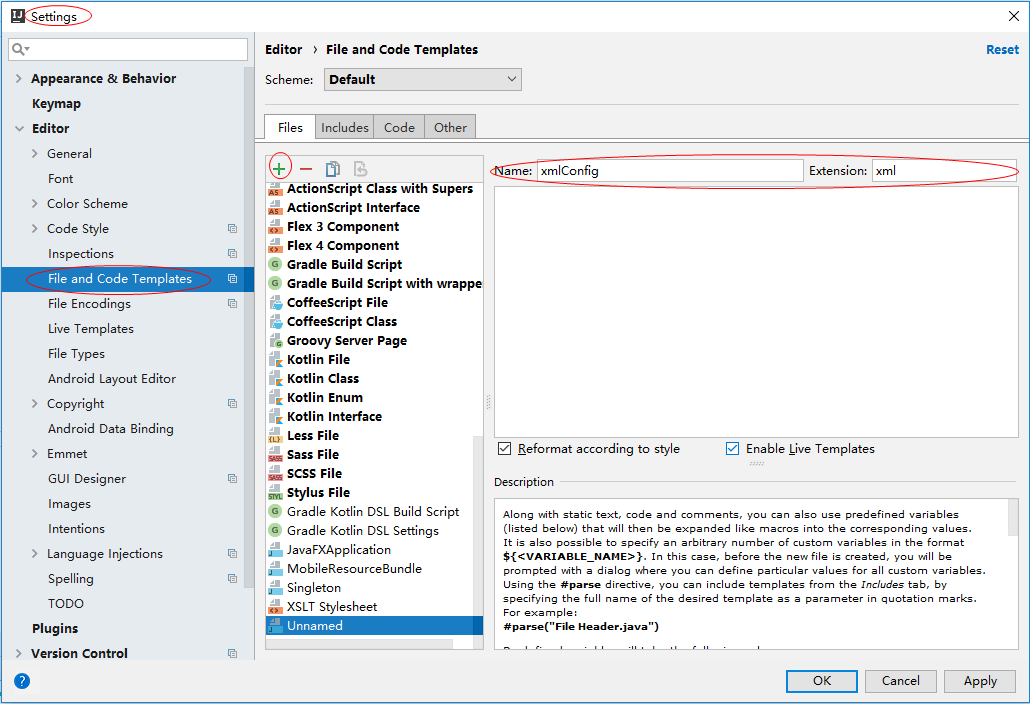 Settings
Editor › File and Code Templates
Reset
Scheme: Default
Appearance & Behavior
Keymap
Editor
General
Font
Color Scheme
Code Style
Inspections
File and Code Templates
File Encodings
Live Templates
File Types
Android Layout Editor
Copyright
Android Data Binding
Emmet
GUI Designer
Images
Intentions
Language Injections
Spelling
TODO
Plugins
Version Control
Files Includes Code Other
ActionScript Class with Supers
ActionScript Interface
Flex 3 Component
Flex 4 Component
Gradle Build Script
Gradle Build Script with wrappe
CoffeeScript File
CoffeeScript Class
Groovy Server Page
Kotlin File
Kotlin Class
Kotlin Enum
Kotlin Interface
Less File
Sass File
SCSS File
Stylus File
Gradle Kotlin DSL Build Script
Gradle Kotlin DSL Settings
JavaFXApplication
MobileResourceBundle
Singleton
XSLT Stylesheet
Unnamed
Name: xmlConfig Extension: xml
Reformat according to style Enable Live Templates
Description
Along with static text, code and comments, you can also use predefined variables
(listed below) that will then be expanded like macros into the corresponding values.
It is also possible to specify an arbitrary number of custom variables in the format
${<VARIABLE_NAME>}. In this case, before the new file is created, you will be
prompted with a dialog where you can define particular values for all custom variables.
Using the #parse directive, you can include templates from the Includes tab, by
specifying the full name of the desired template as a parameter in quotation marks.
For example:
#parse("File Header.java")
? OK Cancel Apply